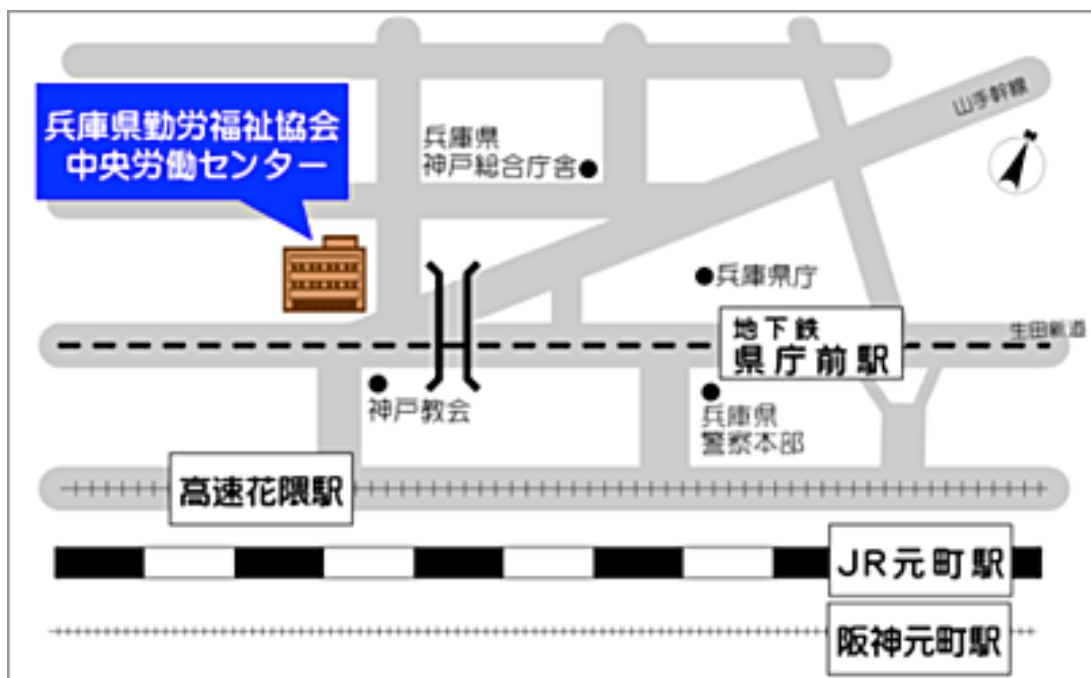 山手幹線
兵庫県勤労福祉協会
中央労働センター
兵庫県
神戸総合庁舎
兵庫県庁
地下鉄
県庁前駅
生田新道
神戸教会
兵庫県
警察本部
高速花隈駅
JR元町駅
阪神元町駅